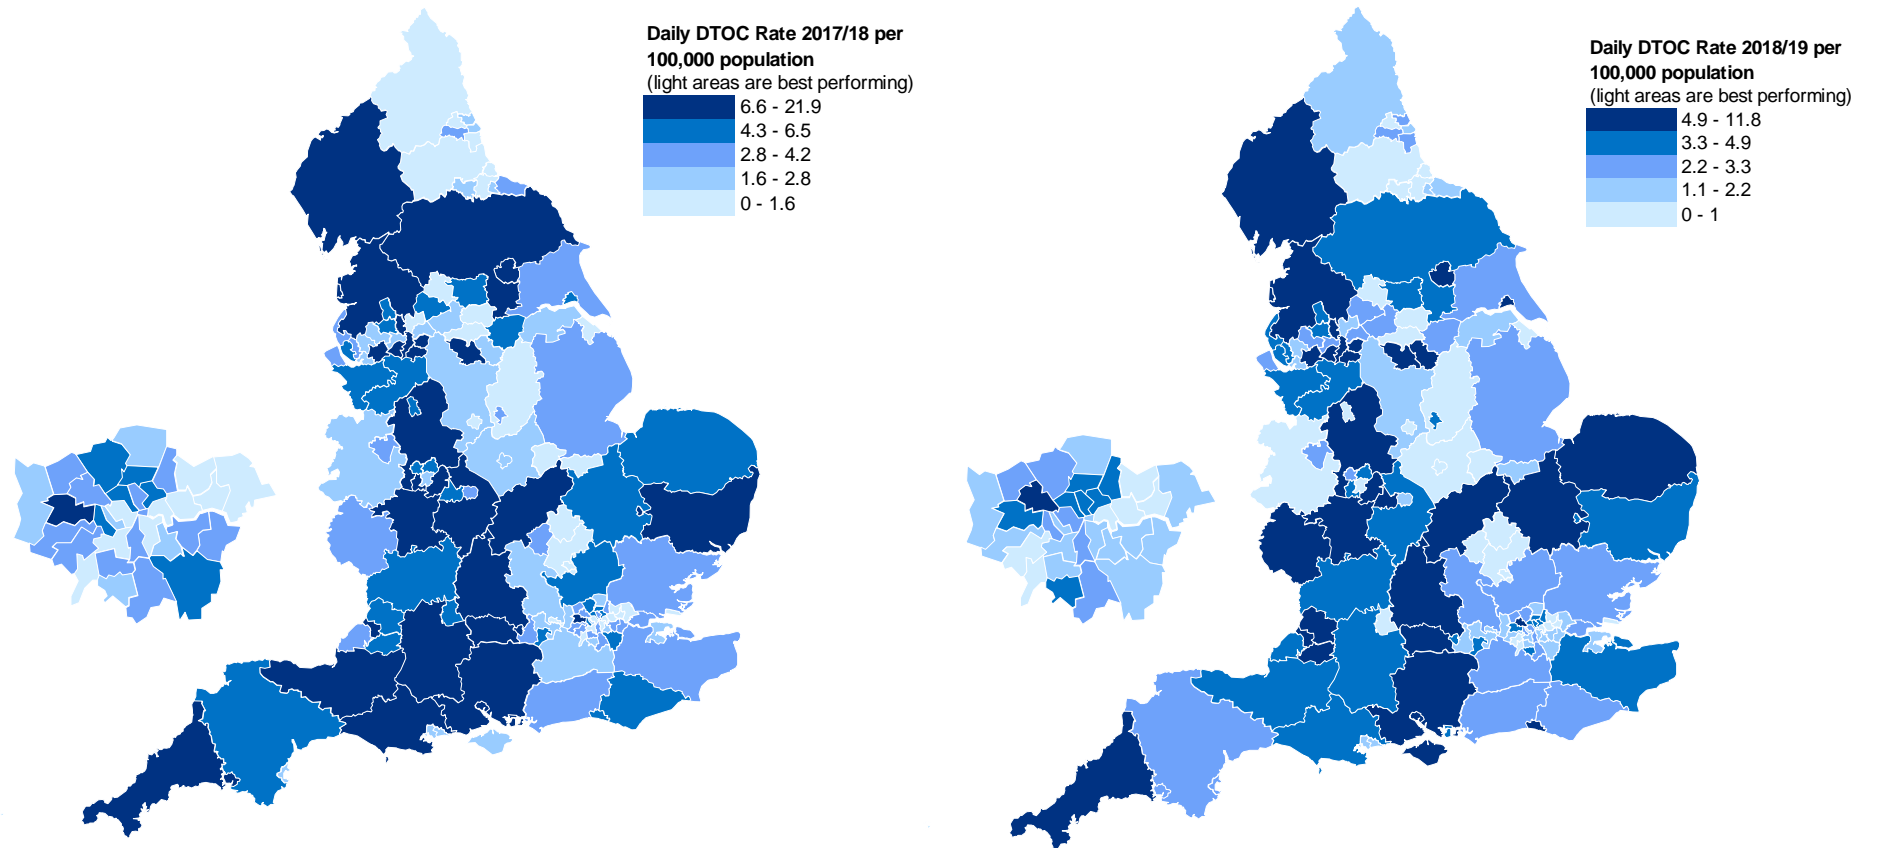 Daily DTOC Rate 2017/18 per
100,000 population
(light areas are best performing)
6.6 - 21.9
4.3 - 6.5
2.8 - 4.2
1.6 - 2.8
0 - 1.6
Daily DTOC Rate 2018/19 per
100,000 population
(light areas are best performing)
4.9 - 11.8
3.3 - 4.9
2.2 - 3.3
1.1 - 2.2
0 - 1